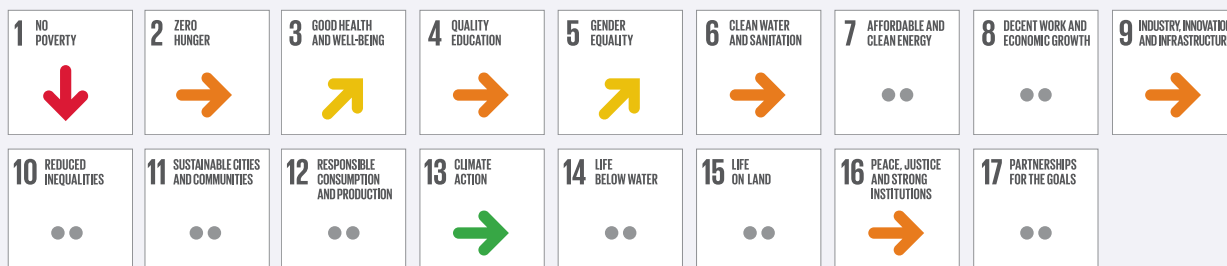 1 NO
POVERTY
2 ZERO
HUNGER
3 GOOD HEALTH
AND WELL-BEING
4 QUALITY
EDUCATION
5 GENDER
EQUALITY
6 CLEAN WATER
AND SANITATION
7 AFFORDABLE AND
CLEAN ENERGY
8 DECENT WORK AND
ECONOMIC GROWTH
9 INDUSTRY, INNOVATION
AND INFRASTRUCTURE
10 REDUCED
INEQUALITIES
11 SUSTAINABLE CITIES
AND COMMUNITIES
12 RESPONSIBLE
CONSUMPTION
AND PRODUCTION
13 CLIMATE
ACTION
14 LIFE
BELOW WATER
15 LIFE
ON LAND
16 PEACE, JUSTICE
AND STRONG
INSTITUTIONS
17 PARTNERSHIPS
FOR THE GOALS